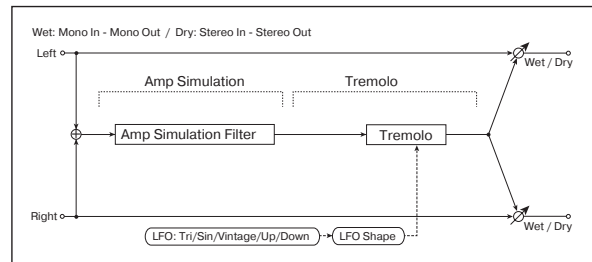 Wet: Mono In - Mono Out / Dry: Stereo In - Stereo Out
Left
Wet / Dry
Amp Simulation
Tremolo
Amp Simulation Filter
Tremolo
Right
Wet / Dry
LFO: Tri/Sin/Vintage/Up/Down
LFO Shape